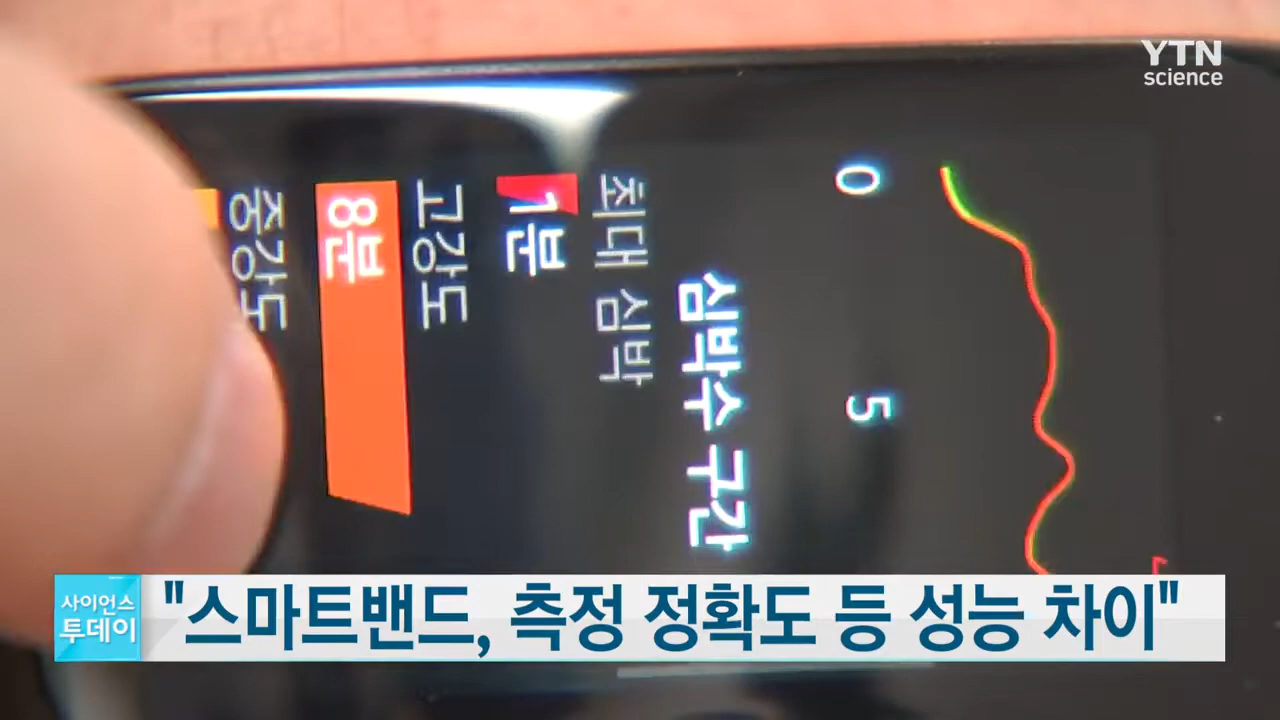 YTN
science
0
5
심박수 구간
최대 심박
1분
고강도
8분
중강도
사이언스
투데이
"스마트밴드, 측정 정확도 등 성능 차이"